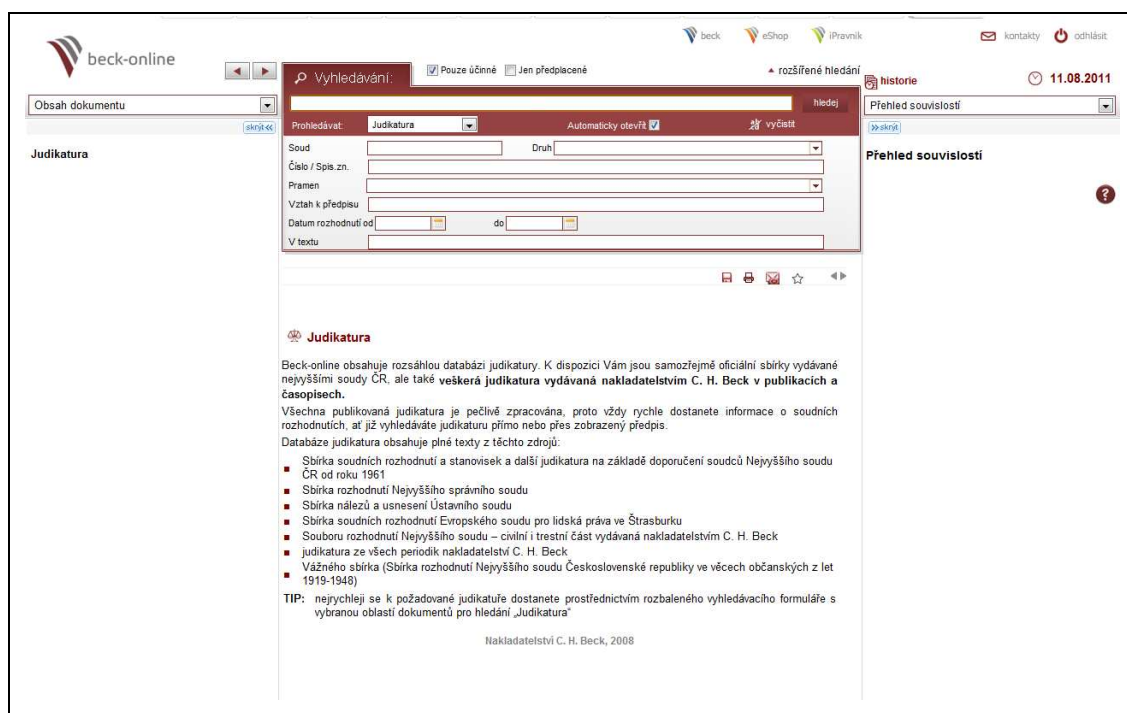 beck eShop iPravnik kontakty odhlásit
beck-online
Vyhledávání: Pouze účinné Jen předplacené rozšířené hledání
historie 11.08.2011
Obsah dokumentu hledej Přehled souvislostí
skrýt Prohledávat: Judikatura Automaticky otevřít vyčistit skrýt
Judikatura
Soud Druh
Přehled souvislostí
Číslo / Spis.zn.
Pramen
Vztah k předpisu
Datum rozhodnutí od do
V textu
?
Judikatura
Beck-online obsahuje rozsáhlou databázi judikatury. K dispozici Vám jsou samozřejmě oficiální sbírky vydávané
nejvyššími soudy ČR, ale také veškerá judikatura vydávaná nakladatelstvím C. H. Beck v publikacích a
časopisech.
Všechna publikovaná judikatura je pečlivě zpracována, proto vždy rychle dostanete informace o soudních
rozhodnutích, ať již vyhledáváte judikaturu přímo nebo přes zobrazený předpis.
Databáze judikatura obsahuje plné texty z těchto zdrojů:
Sbírka soudních rozhodnutí a stanovisek a další judikatura na základě doporučení soudců Nejvyššího soudu
ČR od roku 1961
Sbírka rozhodnutí Nejvyššího správního soudu
Sbírka nálezů a usnesení Ústavního soudu
Sbírka soudních rozhodnutí Evropského soudu pro lidská práva ve Štrasburku
Souboru rozhodnutí Nejvyššího soudu – civilní i trestní část vydávaná nakladatelstvím C. H. Beck
judikatura ze všech periodik nakladatelství C. H. Beck
Vážného sbírka (Sbírka rozhodnutí Nejvyššího soudu Československé republiky ve věcech občanských z let
1919-1948)
TIP: nejrychleji se k požadované judikatuře dostanete prostřednictvím rozbaleného vyhledávacího formuláře s
vybranou oblastí dokumentů pro hledání „Judikatura“
Nakladatelství C. H. Beck, 2008